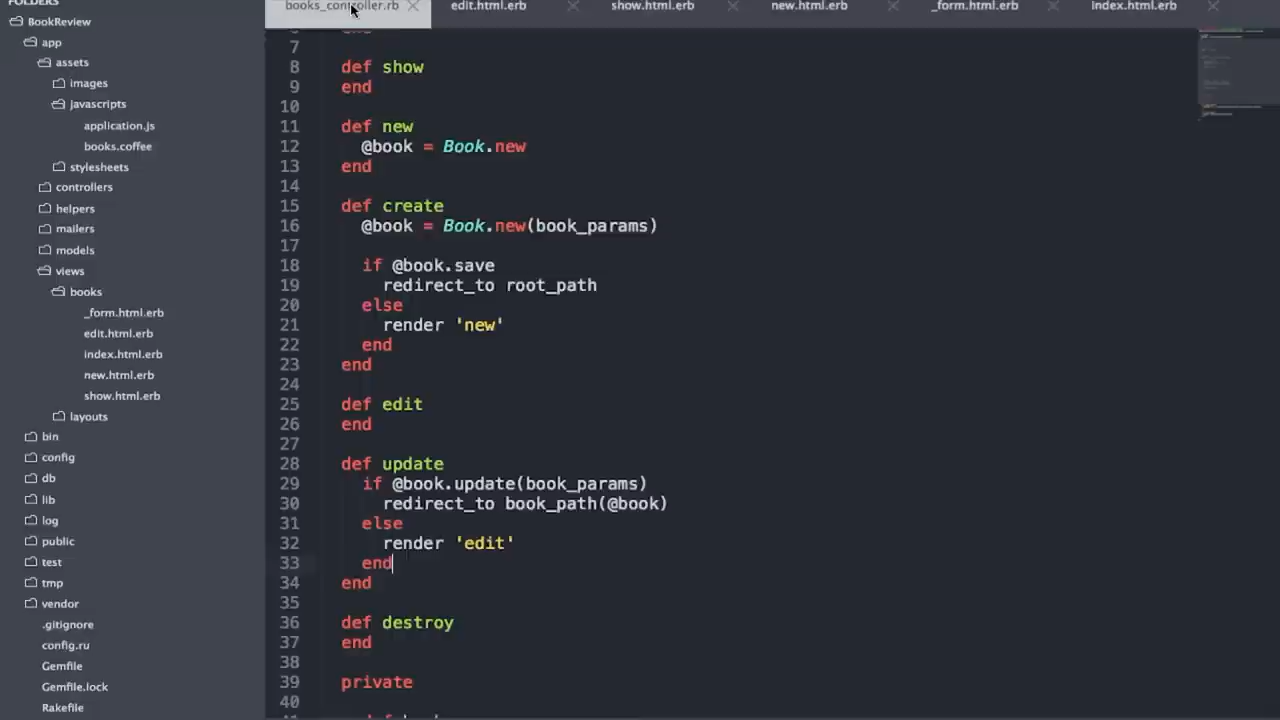 FOLDERS
BookReview
app
assets
images
javascripts
application.js
books.coffee
stylesheets
controllers
helpers
mailers
models
views
books
_form.html.erb
edit.html.erb
index.html.erb
new.html.erb
show.html.erb
layouts
bin
config
db
lib
log
public
test
tmp
vendor
.gitignore
config.ru
Gemfile
Gemfile.lock
Rakefile
books_controller.rb edit.html.erb show.html.erb new.html.erb _form.html.erb index.html.erb
6 end
7
8 def show
9 end
10
11 def new
12 @book = Book.new
13 end
14
15 def create
16 @book = Book.new(book_params)
17
18 if @book.save
19 redirect_to root_path
20 else
21 render 'new'
22 end
23 end
24
25 def edit
26 end
27
28 def update
29 if @book.update(book_params)
30 redirect_to book_path(@book)
31 else
32 render 'edit'
33 end
34 end
35
36 def destroy
37 end
38
39 private
40